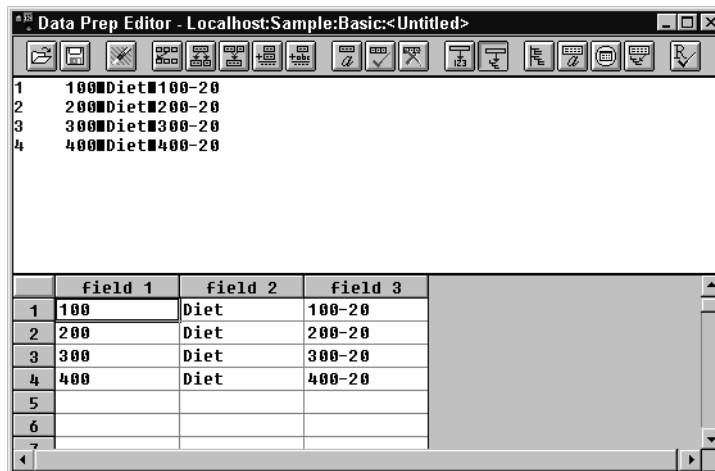 Data Prep Editor - Localhost:Sample:Basic:<Untitled>
1 100■Diet■100-20
2 200■Diet■200-20
3 300■Diet■300-20
4 400■Diet■400-20
field 1 field 2 field 3
1 100 Diet 100-20
2 200 Diet 200-20
3 300 Diet 300-20
4 400 Diet 400-20
5
6
7